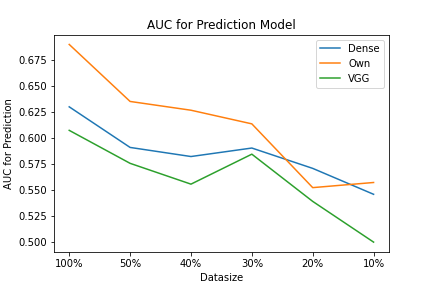 AUC for Prediction Model
Dense
Own
VGG
AUC for Prediction
0.675
0.650
0.625
0.600
0.575
0.550
0.525
0.500
100% 50% 40% 30% 20% 10%
Datasize